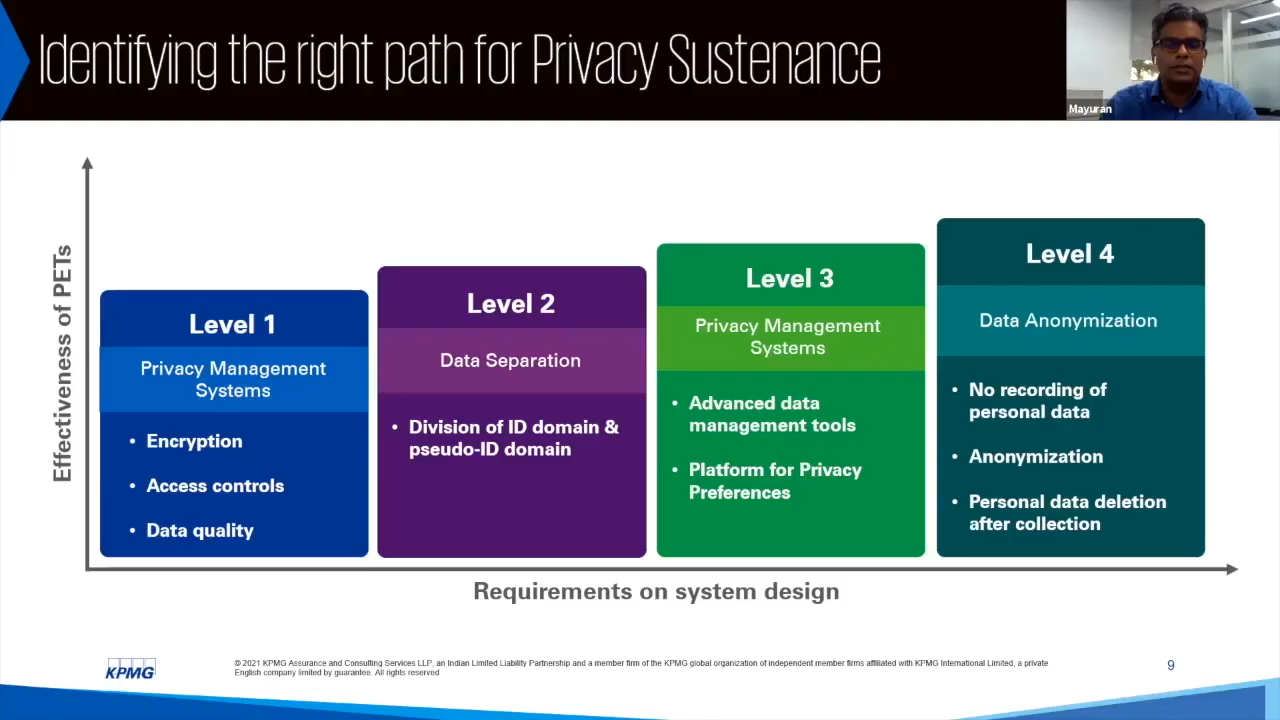 Identifying the right path for Privacy Sustenance
Mayuran
Effectiveness of PETs
Level 1
Privacy Management
Systems
• Encryption
• Access controls
• Data quality
Level 2
Data Separation
• Division of ID domain &
pseudo-ID domain
Level 3
Privacy Management
Systems
• Advanced data
management tools
• Platform for Privacy
Preferences
Level 4
Data Anonymization
• No recording of
personal data
• Anonymization
• Personal data deletion
after collection
Requirements on system design
KPMG
© 2021 KPMG Assurance and Consulting Services LLP, an Indian Limited Liability Partnership and a member firm of the KPMG global organization of independent member firms affiliated with KPMG International Limited, a private
English company limited by guarantee. All rights reserved
9